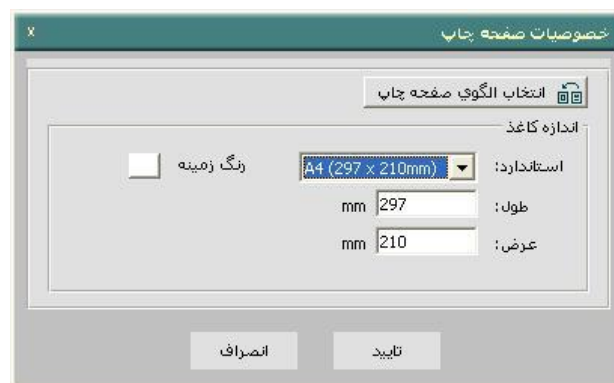 خصوصیات صفحه چاپ x
انتخاب الگوي صفحه چاپ
اندازه کاغذ
استاندارد: A4 (297 x 210mm) رنگ زمینه
طول: 297 mm
عرض: 210 mm
تایید انصراف